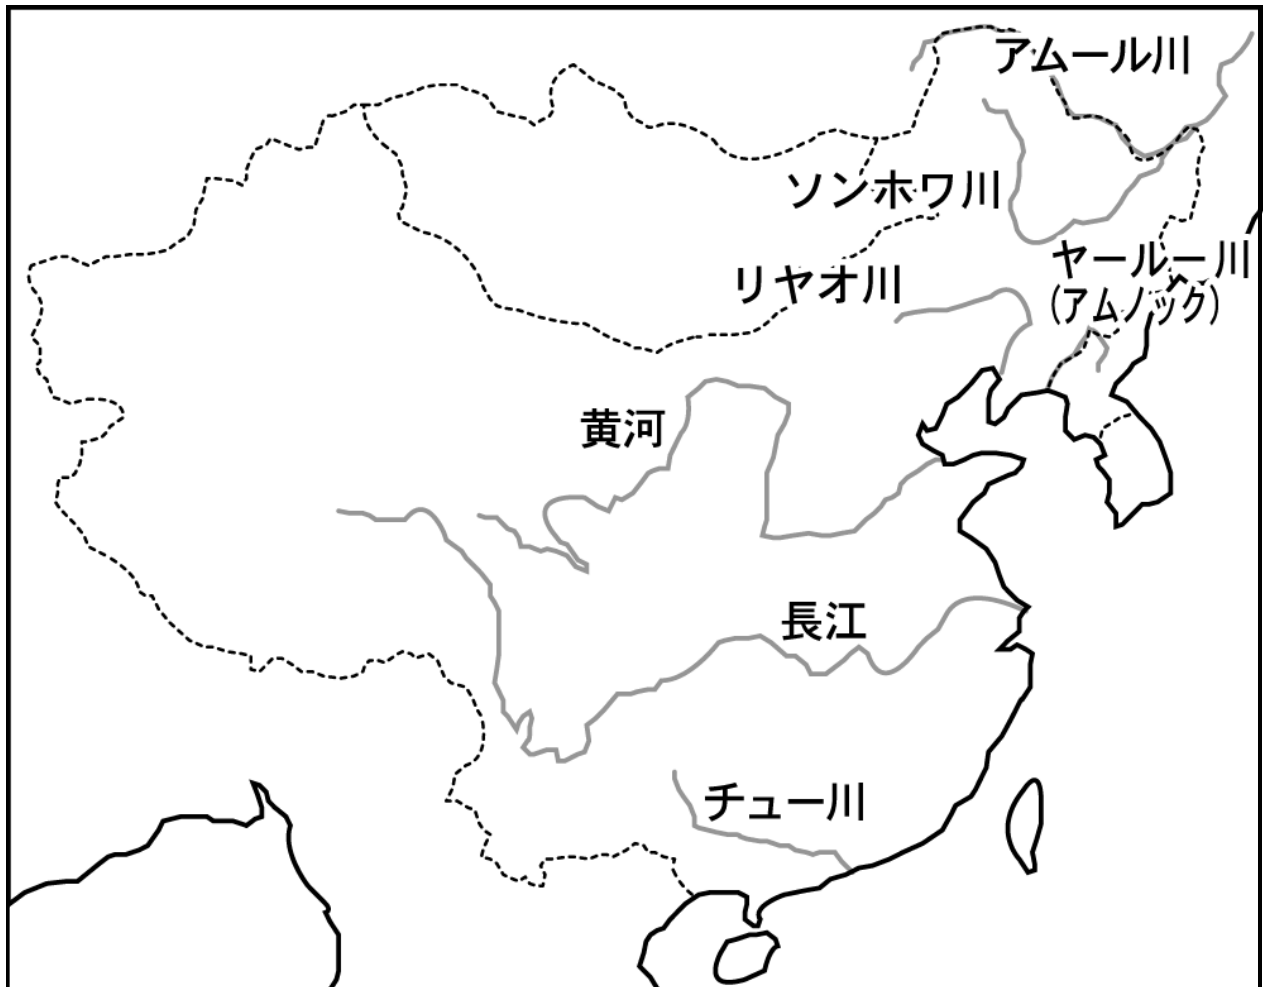 アムール川
ソンホワ川
ヤールー川
(アムノック)
リヤオ川
黄河
長江
チュー川